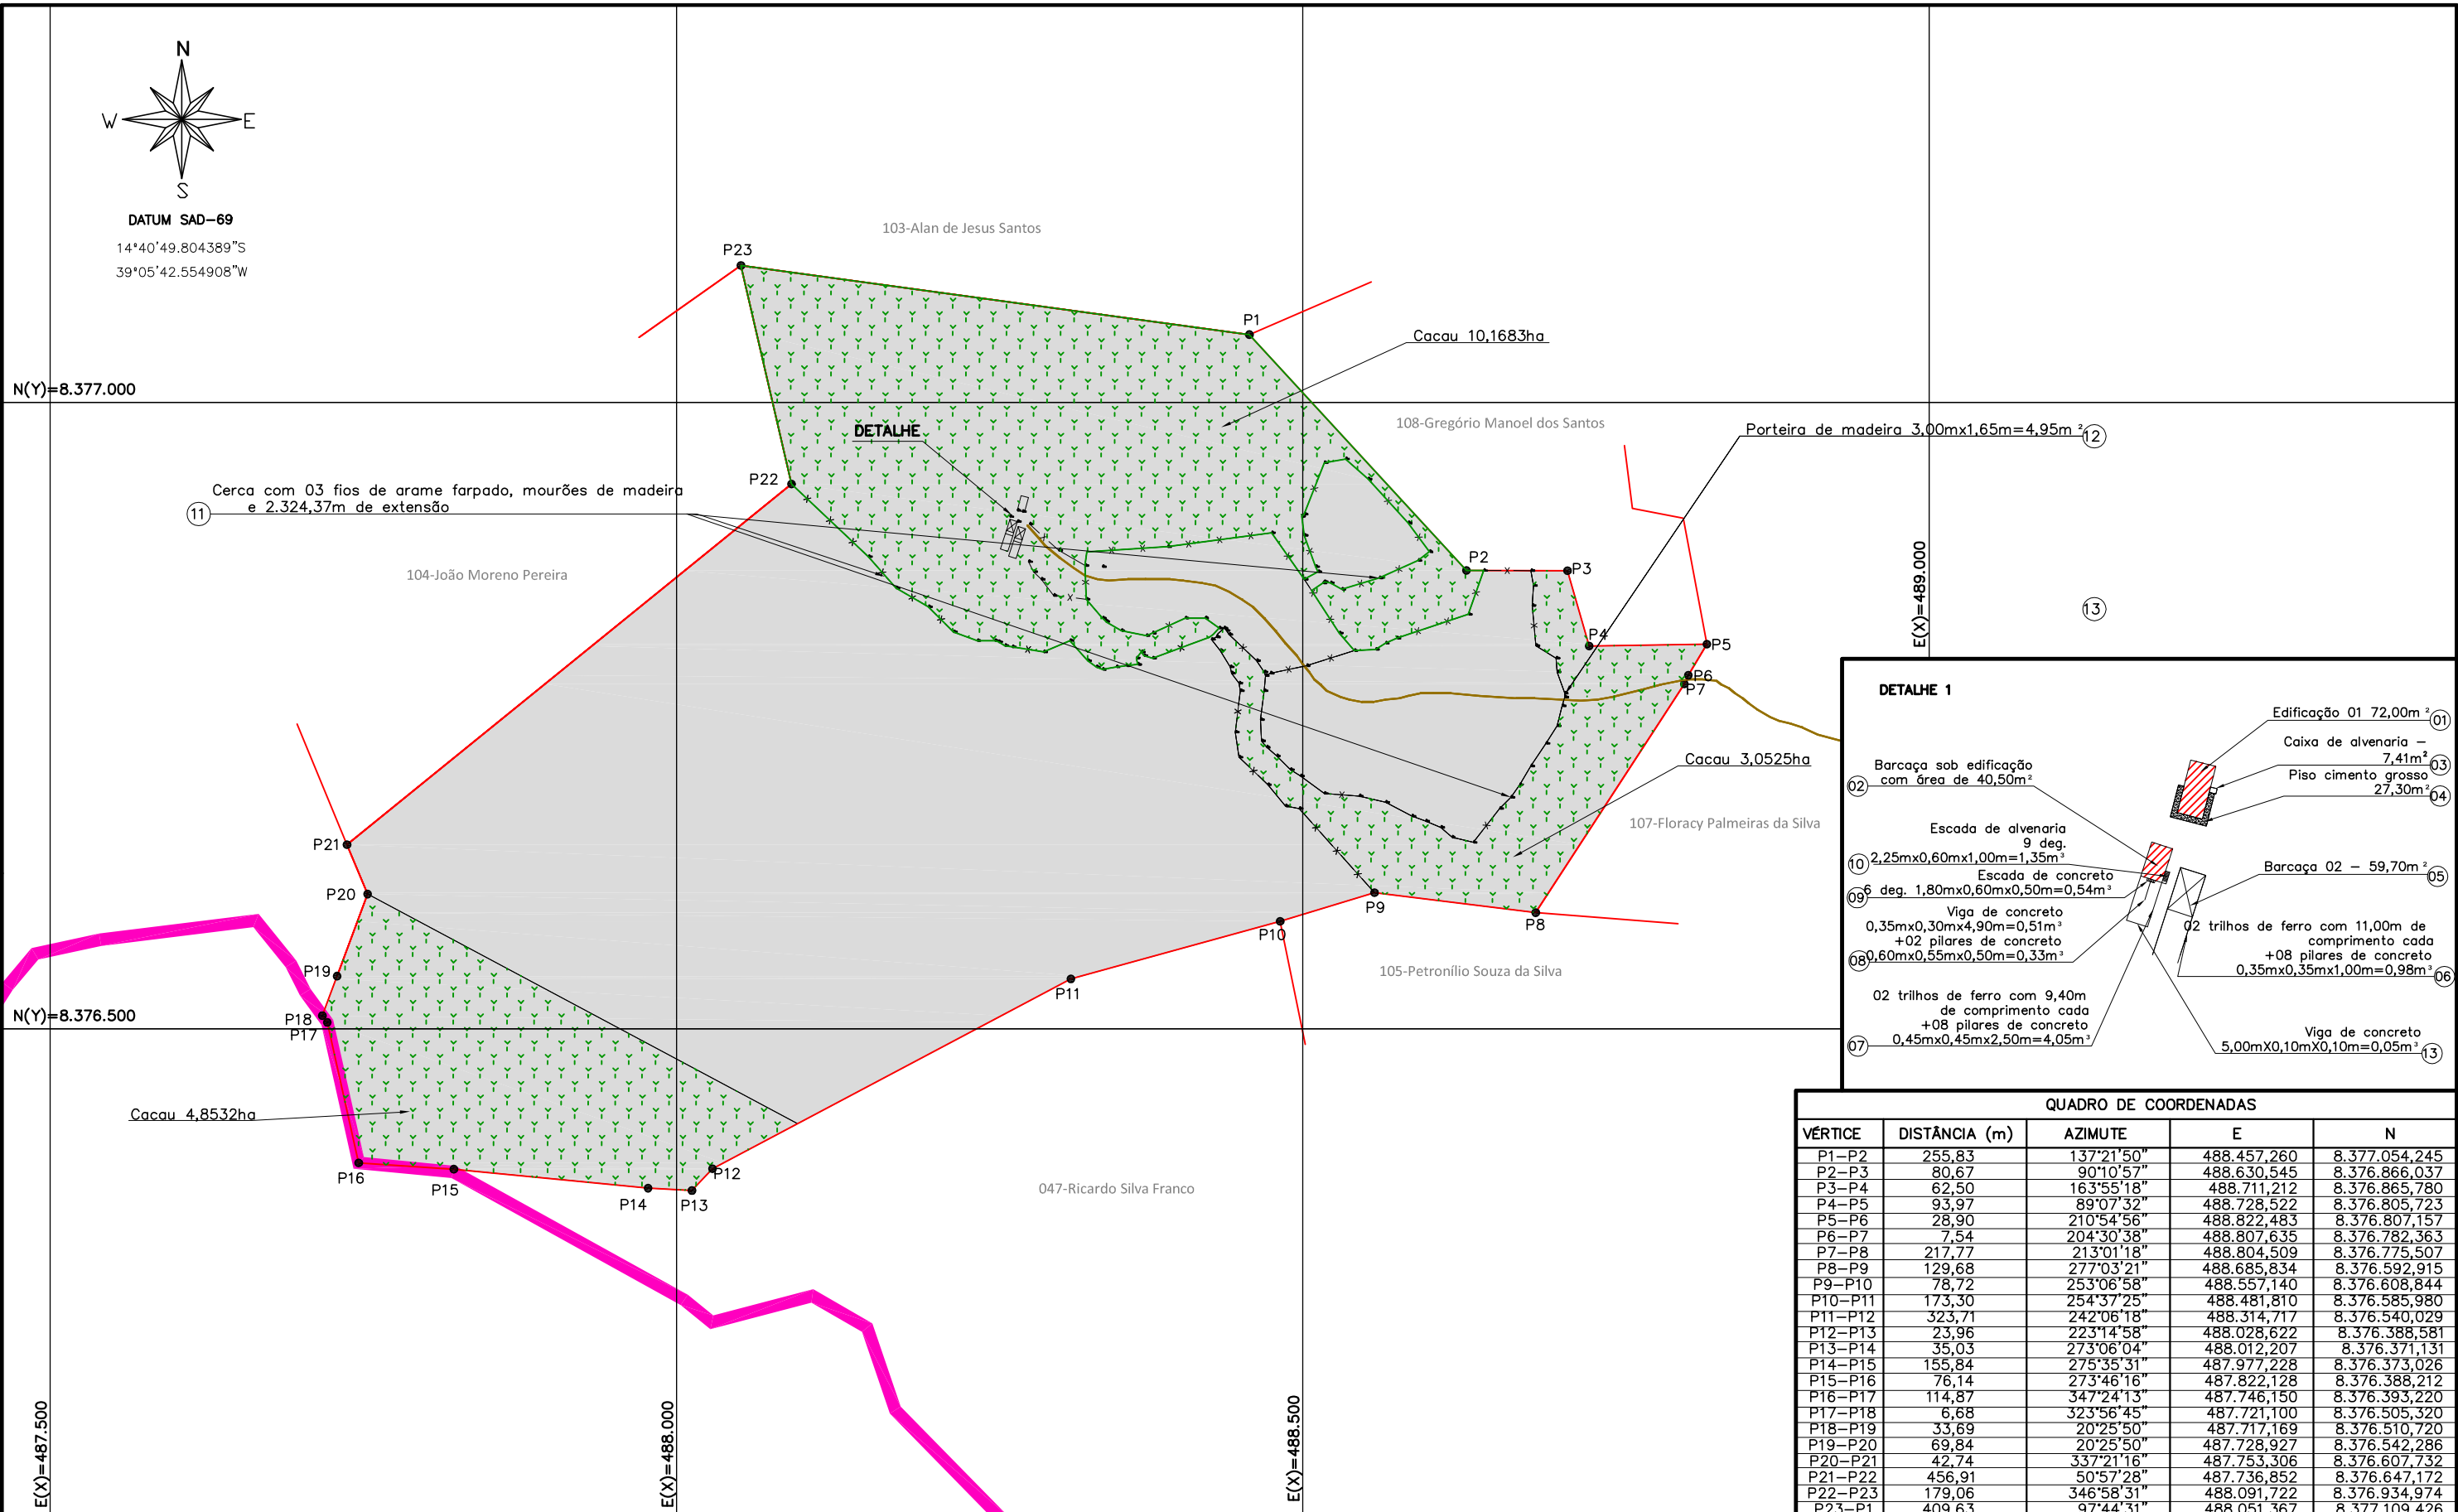 N
W
E
S
DATUM SAD-69
14°40'49.804389"S
39°05'42.554908"W
103-Alan de Jesus Santos
P23
P1
Cacau 10,1683ha
N(Y)=8.377.000
108-Gregório Manoel dos Santos
DETALHE
Porteira de madeira 3,00mx1,65m=4,95m²
12
P22
Cerca com 03 fios de arame farpado, mourões de madeira
e 2.324,37m de extensão
11
104-João Moreno Pereira
P2
P3
E(X)=489.000
13
P4
P5
P6
P7
Cacau 3,0525ha
107-Floracy Palmeiras da Silva
P21
P20
P9
P8
P10
105-Petronílio Souza da Silva
P19
P11
N(Y)=8.376.500
P18
P17
Cacau 4,8532ha
P16
P15
P12
P14
P13
047-Ricardo Silva Franco
E(X)=487.500
E(X)=488.000
E(X)=488.500
DETALHE 1
Edificação 01 72,00m²
01
Caixa de alvenaria -
7,41m²
03
Barcaça sob edificação
com área de 40,50m²
02
Piso cimento grosso
27,30m²
04
Escada de alvenaria
9 deg.
2,25mx0,60mx1,00m=1,35m³
10
Barcaça 02 - 59,70m²
05
Escada de concreto
6 deg. 1,80mx0,60mx0,50m=0,54m³
09
Viga de concreto
0,35mx0,30mx4,90m=0,51m³
+02 pilares de concreto
0,60mx0,55mx0,50m=0,33m³
08
02 trilhos de ferro com 11,00m de
comprimento cada
+08 pilares de concreto
0,35mx0,35mx1,00m=0,98m³
06
02 trilhos de ferro com 9,40m
de comprimento cada
+08 pilares de concreto
0,45mx0,45mx2,50m=4,05m³
07
Viga de concreto
5,00mX0,10mX0,10m=0,05m³
13
QUADRO DE COORDENADAS
VÉRTICE DISTÂNCIA (m) AZIMUTE E N
P1-P2 255,83 137°21'50" 488.457,260 8.377.054,245
P2-P3 80,67 90°10'57" 488.630,545 8.376.866,037
P3-P4 62,50 163°55'18" 488.711,212 8.376.865,780
P4-P5 93,97 89°07'32" 488.728,522 8.376.805,723
P5-P6 28,90 210°54'56" 488.822,483 8.376.807,157
P6-P7 7,54 204°30'38" 488.807,635 8.376.782,363
P7-P8 217,77 213°01'18" 488.804,509 8.376.775,507
P8-P9 129,68 277°03'21" 488.685,834 8.376.592,915
P9-P10 78,72 253°06'58" 488.557,140 8.376.608,844
P10-P11 173,30 254°37'25" 488.481,810 8.376.585,980
P11-P12 323,71 242°06'18" 488.314,717 8.376.540,029
P12-P13 23,96 223°14'58" 488.028,622 8.376.388,581
P13-P14 35,03 273°06'04" 488.012,207 8.376.371,131
P14-P15 155,84 275°35'31" 487.977,228 8.376.373,026
P15-P16 76,14 273°46'16" 487.822,128 8.376.388,212
P16-P17 114,87 347°24'13" 487.746,150 8.376.393,220
P17-P18 6,68 323°56'45" 487.721,100 8.376.505,320
P18-P19 33,69 20°25'50" 487.717,169 8.376.510,720
P19-P20 69,84 20°25'50" 487.728,927 8.376.542,286
P20-P21 42,74 337°21'16" 487.753,306 8.376.607,732
P21-P22 456,91 50°57'28" 487.736,852 8.376.647,172
P22-P23 179,06 346°58'31" 488.091,722 8.376.934,974
P23-P1 409,63 97°44'31" 488.051,367 8.377.109,426